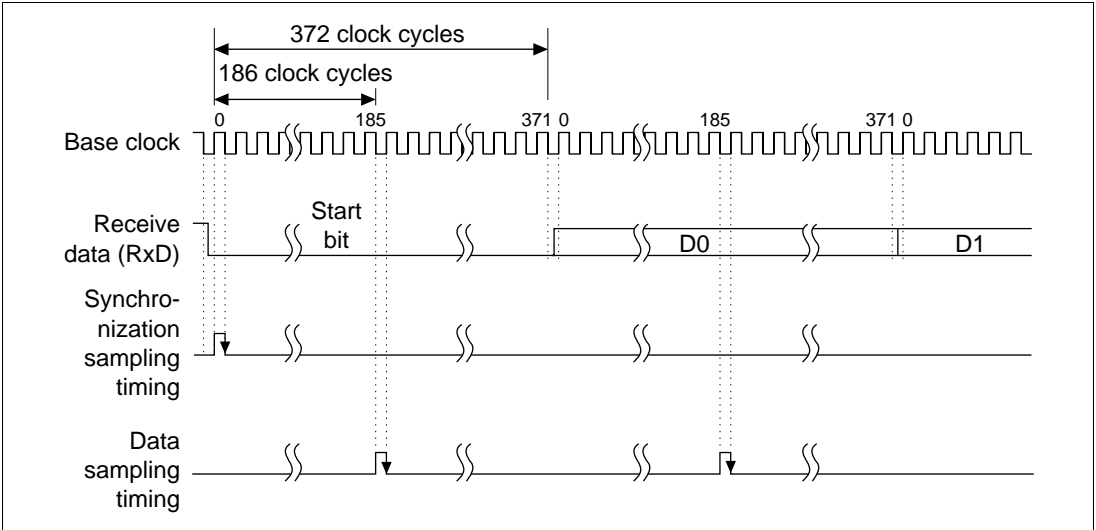 372 clock cycles
186 clock cycles
0 185 371 0 185 371 0
Base clock
Receive
data (RxD)
Start
bit
D0 D1
Synchro-
nization
sampling
timing
Data
sampling
timing